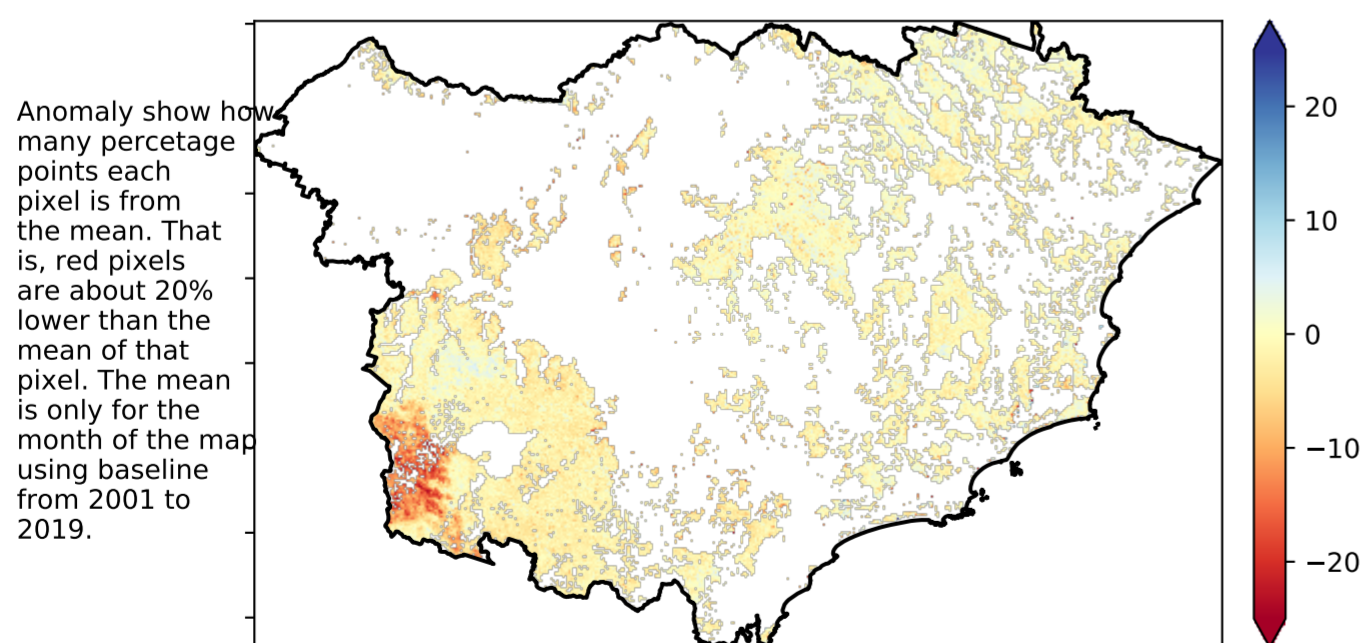 Anomaly show how
many percetage
points each
pixel is from
the mean. That
is, red pixels
are about 20%
lower than the
mean of that
pixel. The mean
is only for the
month of the map
using baseline
from 2001 to
2019.
20
10
0
−10
−20